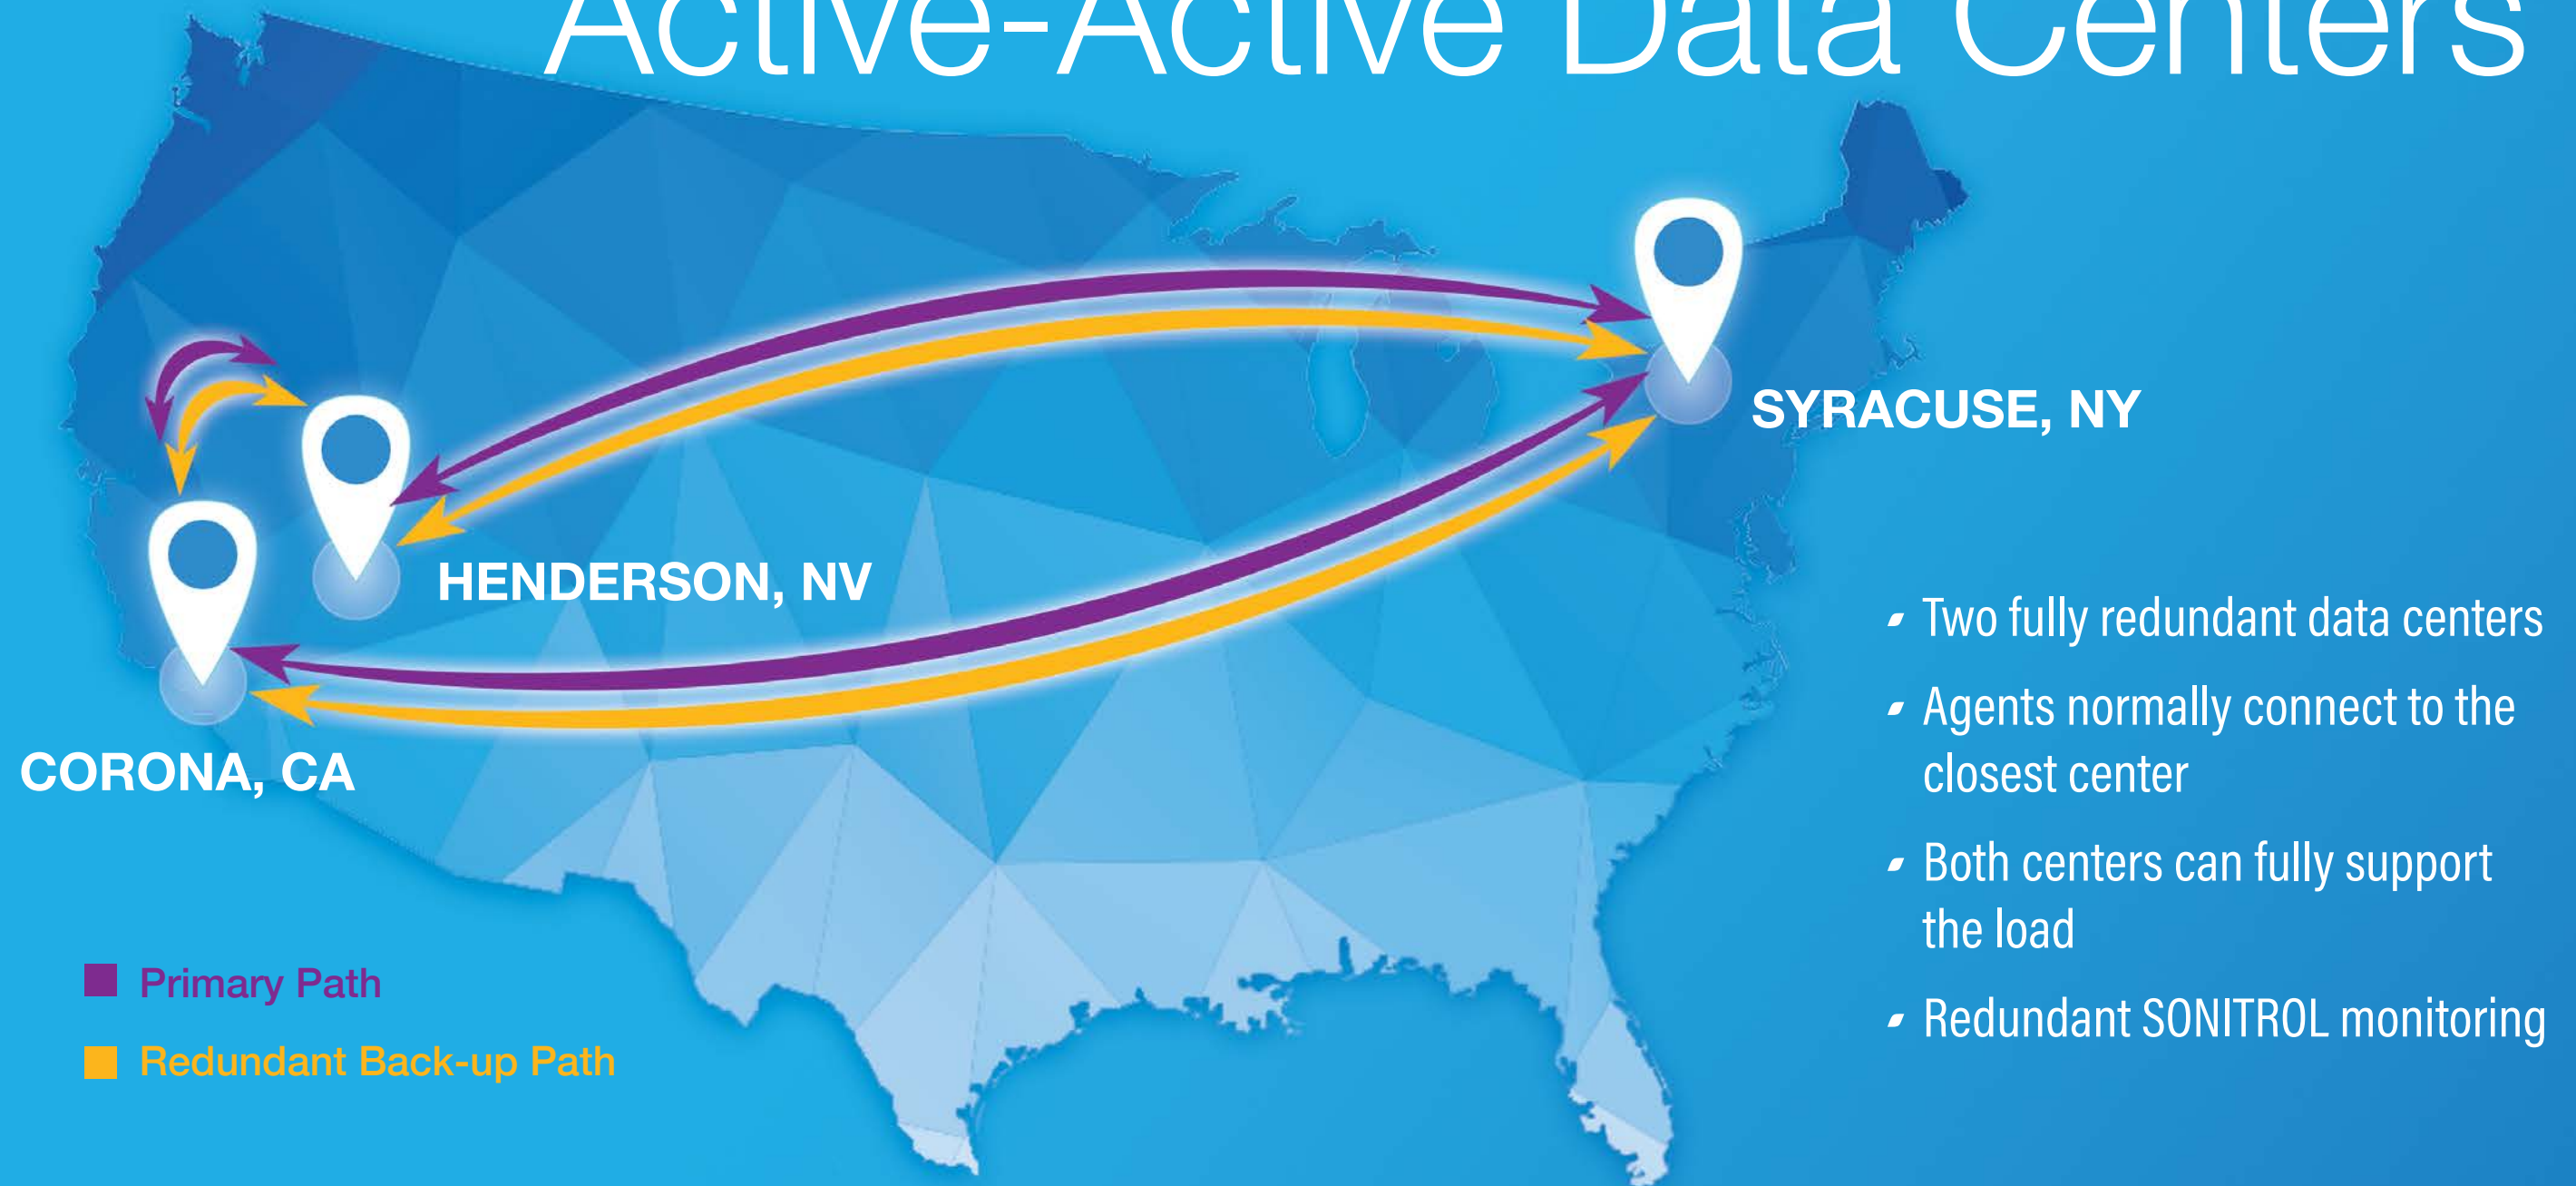 Active-Active Data Centers
SYRACUSE, NY
HENDERSON, NV
CORONA, CA
- Two fully redundant data centers
- Agents normally connect to the
closest center
- Both centers can fully support
the load
- Redundant SONITROL monitoring
Primary Path
Redundant Back-up Path